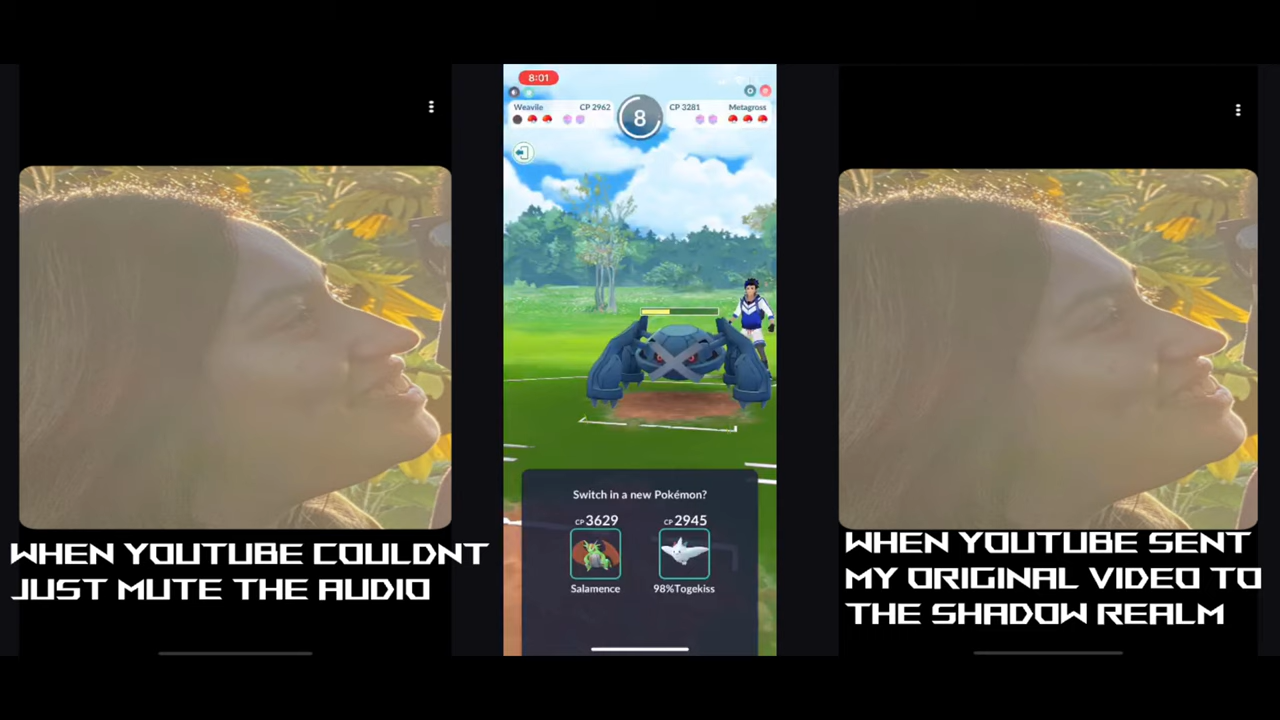 8:01
Weavile CP 2962
8
CP 3281 Metagross
Switch in a new Pokémon?
CP 3629
CP 2945
Salamence
98%Togekiss
WHEN YOUTUBE COULDNT
JUST MUTE THE AUDIO
WHEN YOUTUBE SENT
MY ORIGINAL VIDEO TO
THE SHADOW REALM